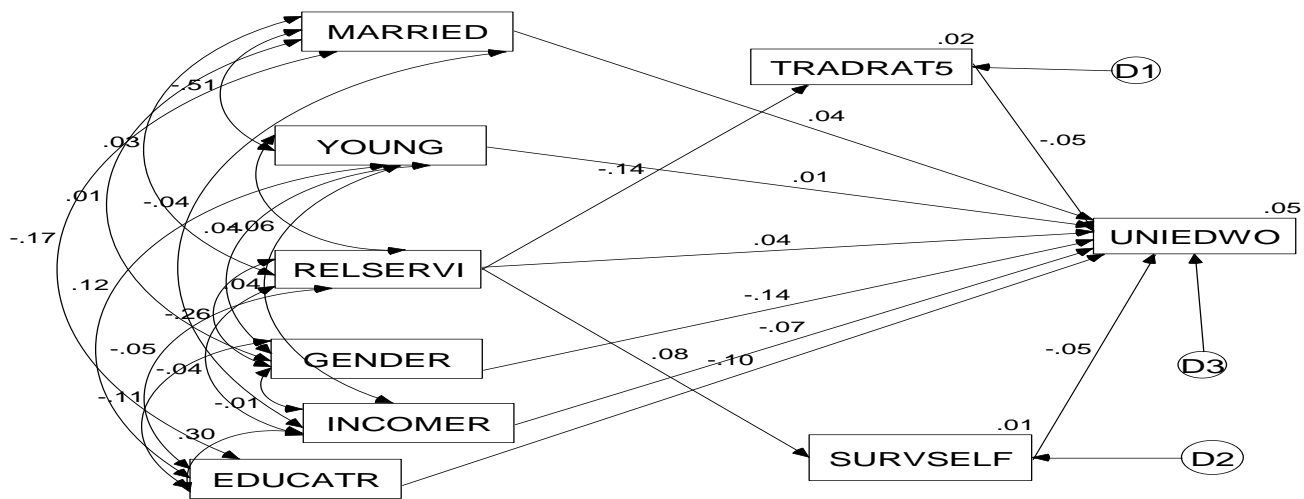 MARRIED
.02
TRADRAT5
D1
-.51
.04
.03
YOUNG
-.05
-.14
.01
.01
-.04
.04
.06
.05
-.17
.04
UNIEDWO
RELSERVI
.12
.04
-.14
-.26
-.07
-.05
GENDER
.08
-.10
-.05
-.04
D3
-.11
-.01
INCOMER
.01
.30
SURVSELF
D2
EDUCATR